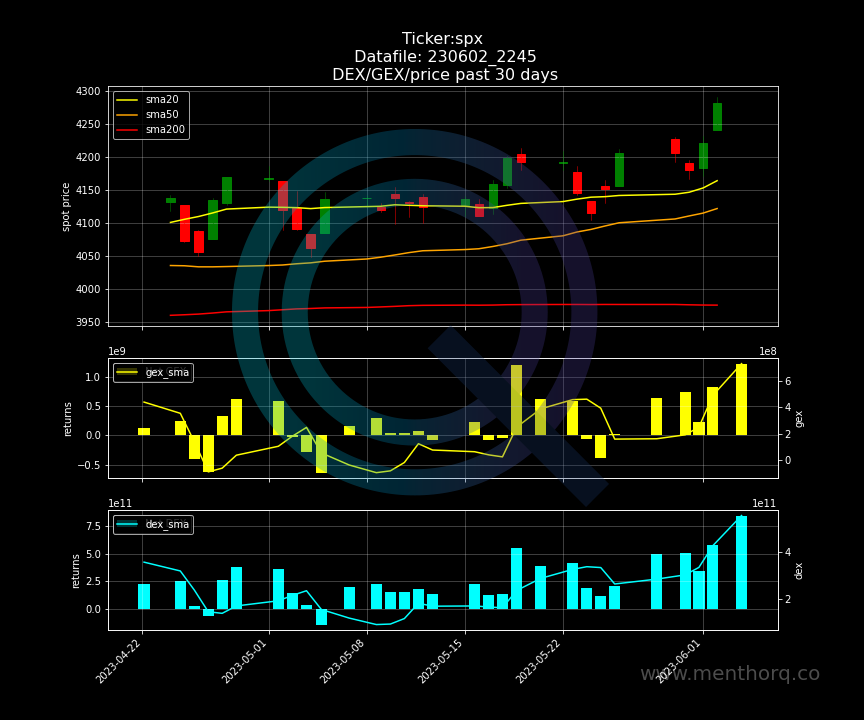 Ticker:spx
Datafile: 230602_2245
DEX/GEX/price past 30 days
4300
4250
4200
4150
4100
4050
4000
3950
spot price
sma20
sma50
sma200
1e9
1e8
1.0
0.5
0.0
−0.5
returns
gex_sma
6
4
2
0
gex
1e11
1e11
7.5
5.0
2.5
0.0
returns
dex_sma
4
2
dex
2023-04-22
2023-05-01
2023-05-08
2023-05-15
2023-05-22
2023-06-01
www.menthorq.co